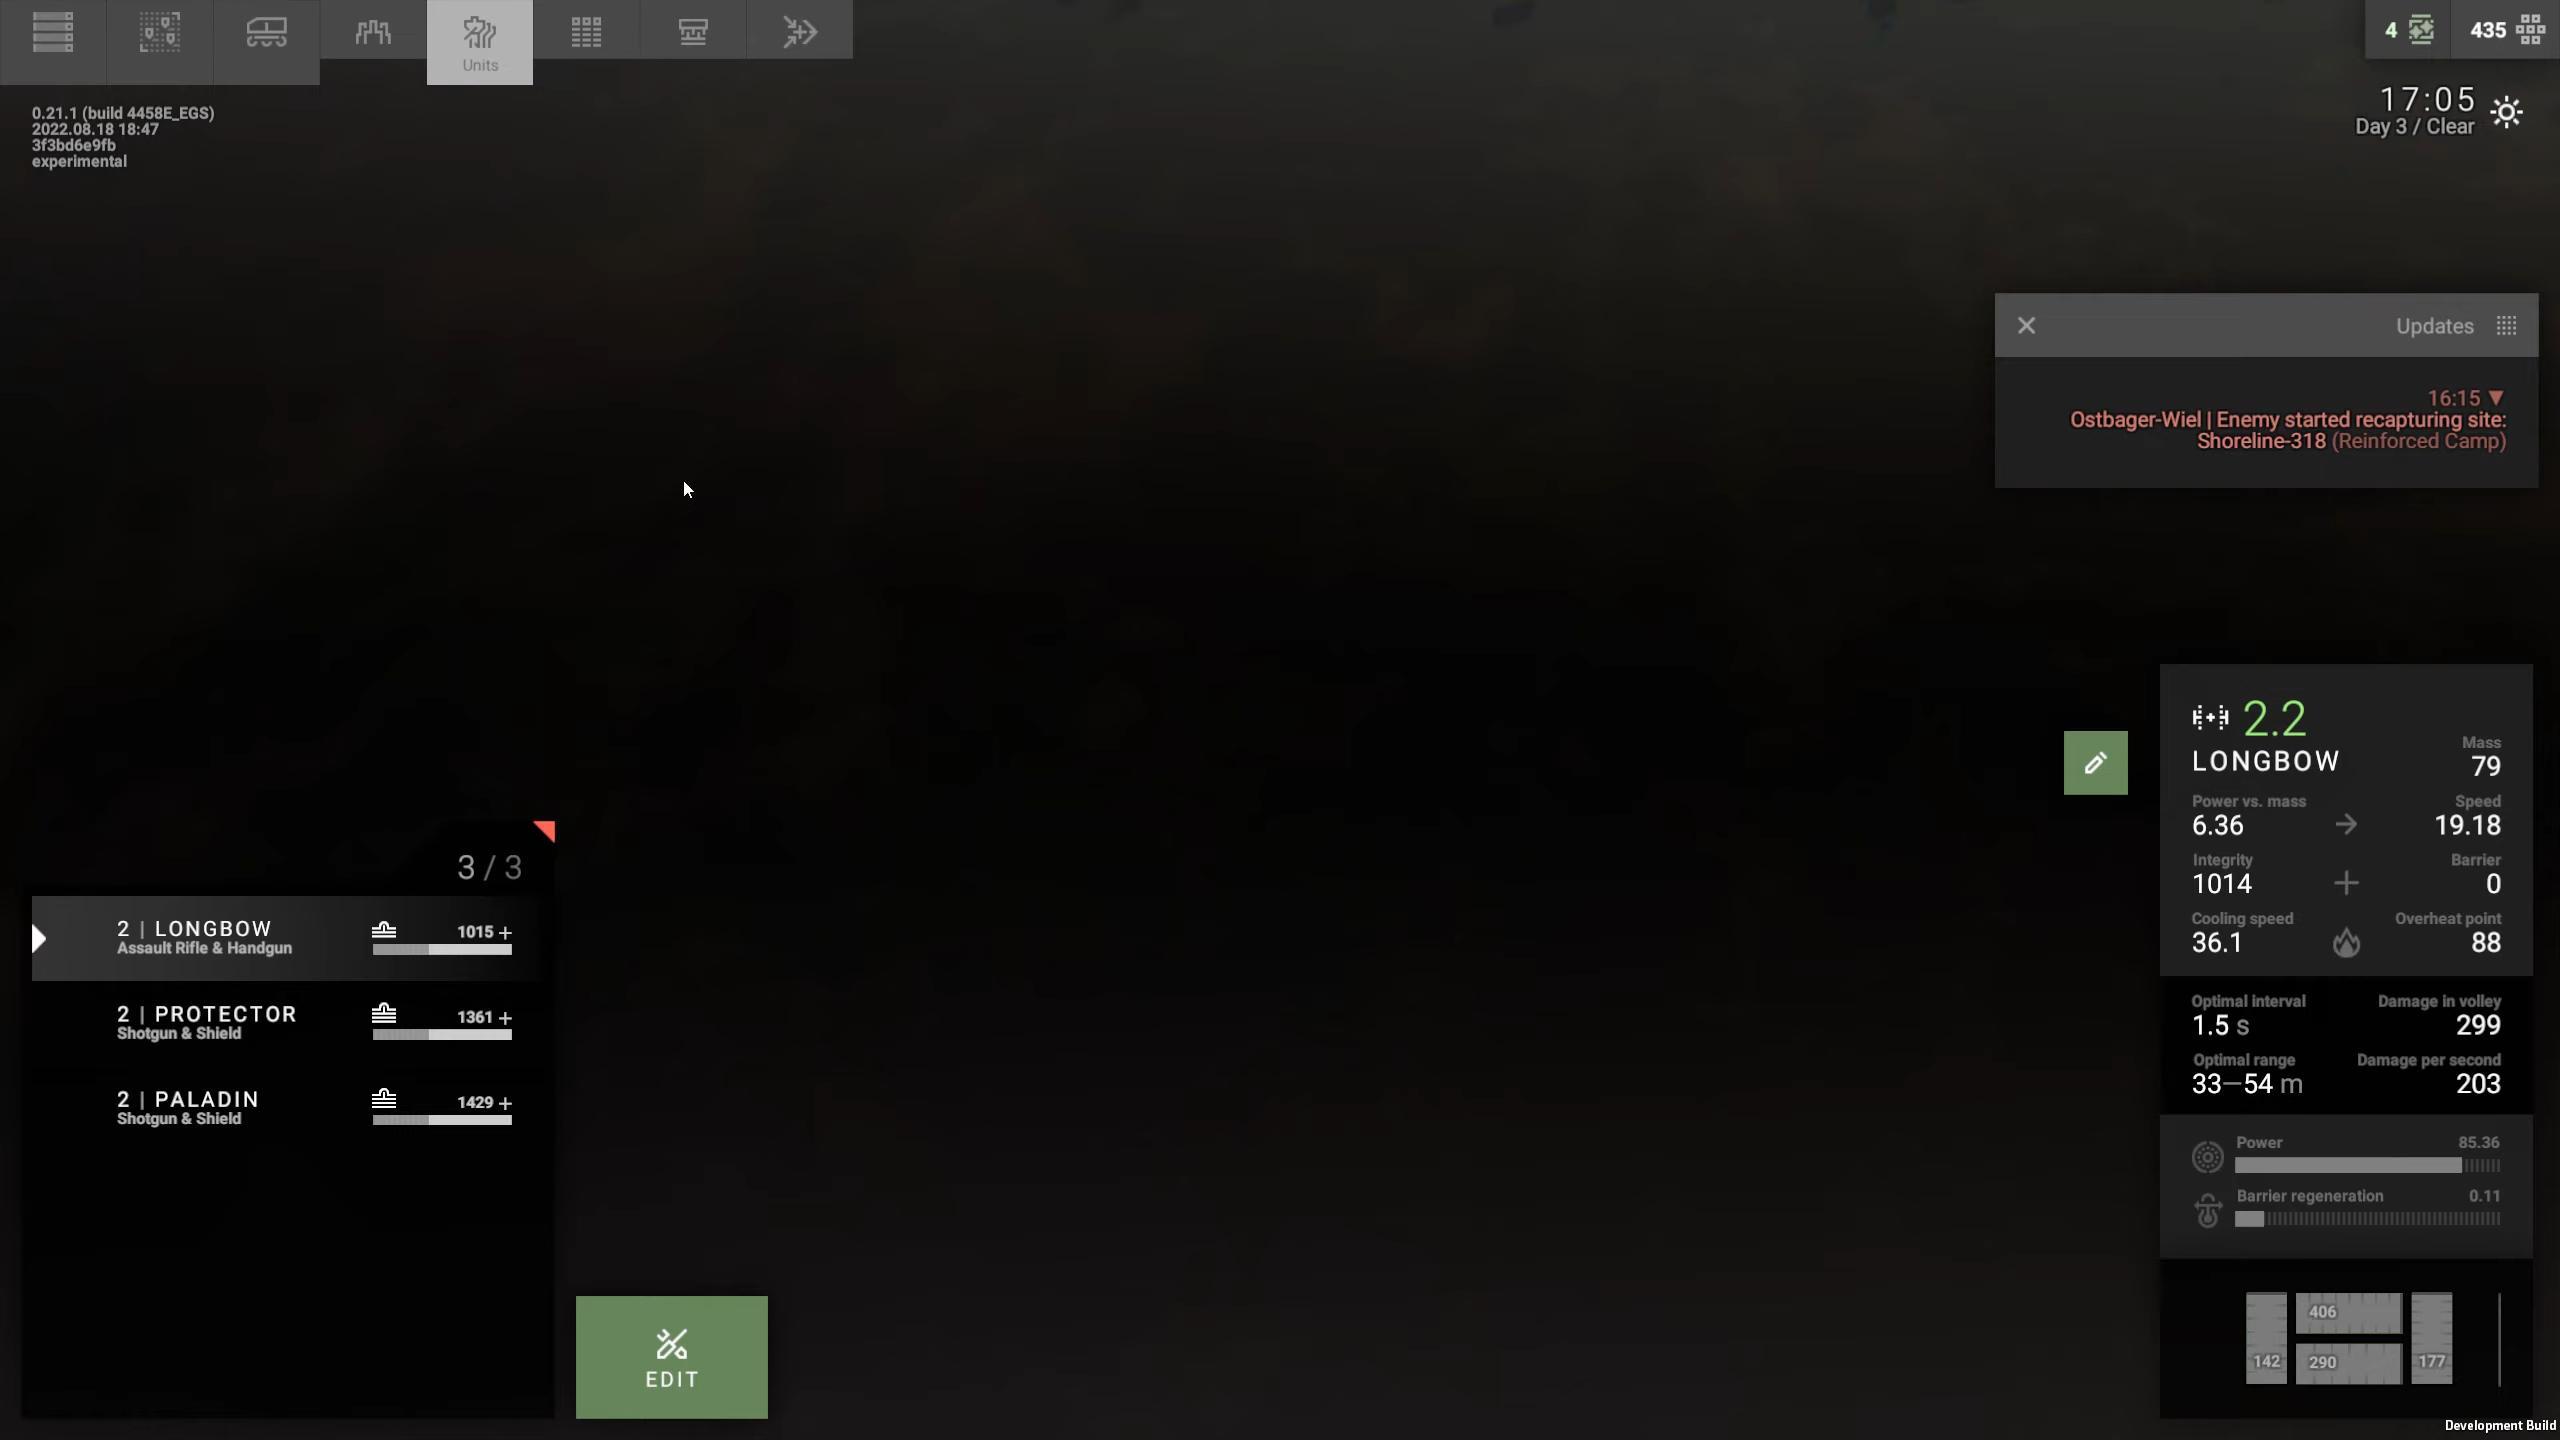 Units
4
435
0.21.1 (build 4458E_EGS)
2022.08.18 18:47
3f3bd6e9fb
experimental
17:05
Day 3 / Clear
Updates
16:15
Ostbager-Wiel | Enemy started recapturing site:
Shoreline-318 (Reinforced Camp)
2.2
LONGBOW
Mass
79
Power vs. mass
6.36
Speed
19.18
Integrity
1014
Barrier
0
Cooling speed
36.1
Overheat point
88
Optimal interval
1.5 s
Damage in volley
299
Optimal range
33—54 m
Damage per second
203
Power 85.36
Barrier regeneration 0.11
406
142 290 177
3 / 3
2 | LONGBOW 1015 +
Assault Rifle & Handgun
2 | PROTECTOR 1361 +
Shotgun & Shield
2 | PALADIN 1429 +
Shotgun & Shield
EDIT
Development Build